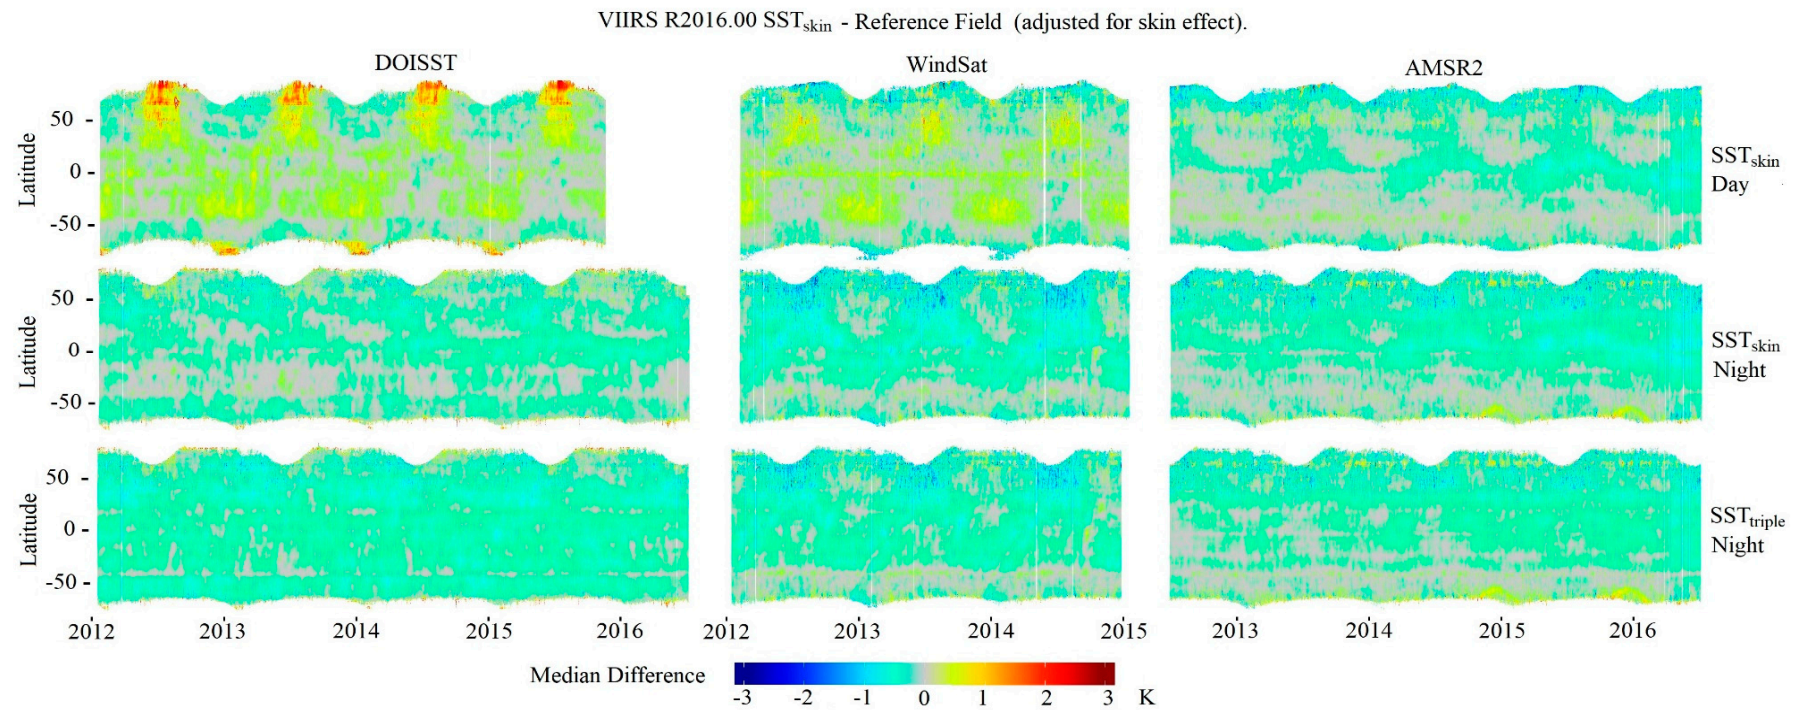 VIIRS R2016.00 SSTskin - Reference Field (adjusted for skin effect).
DOISST WindSat AMSR2
Latitude 50 - 0 - -50 - SSTskin Day
Latitude 50 - 0 - -50 - SSTskin Night
Latitude 50 - 0 - -50 - SSTtriple Night
2012 2013 2014 2015 2016 2012 2013 2014 2015 2013 2014 2015 2016
Median Difference
-3 -2 -1 0 1 2 3 K